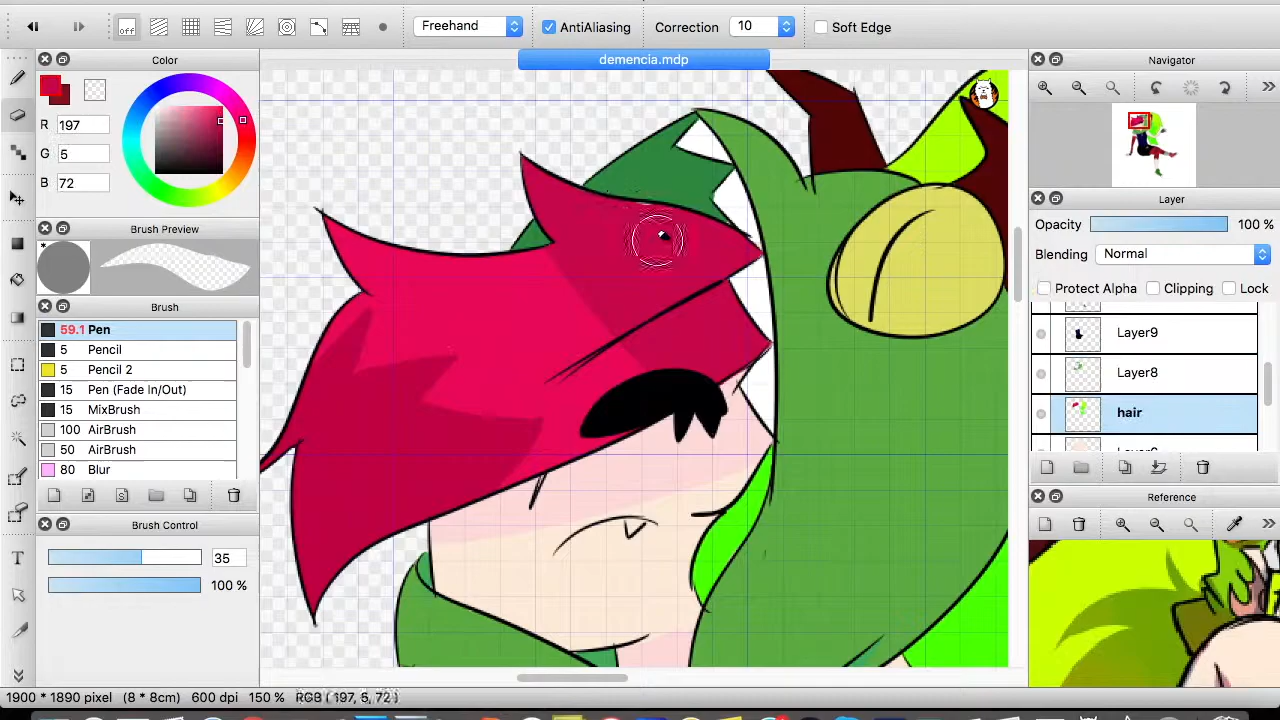 off
Freehand
AntiAliasing
Correction
10
Soft Edge
demencia.mdp
Color
R
197
G
5
B
72
Brush Preview
*
Brush
59.1 Pen
5 Pencil
5 Pencil 2
15 Pen (Fade In/Out)
15 MixBrush
100 AirBrush
50 AirBrush
80 Blur
Brush Control
35
100 %
T
1900 * 1890 pixel (8 * 8cm) 600 dpi 150 % RGB ( 197, 5, 72 )
Navigator
Layer
Opacity
100 %
Blending
Normal
Protect Alpha
Clipping
Lock
Layer9
Layer8
hair
Reference